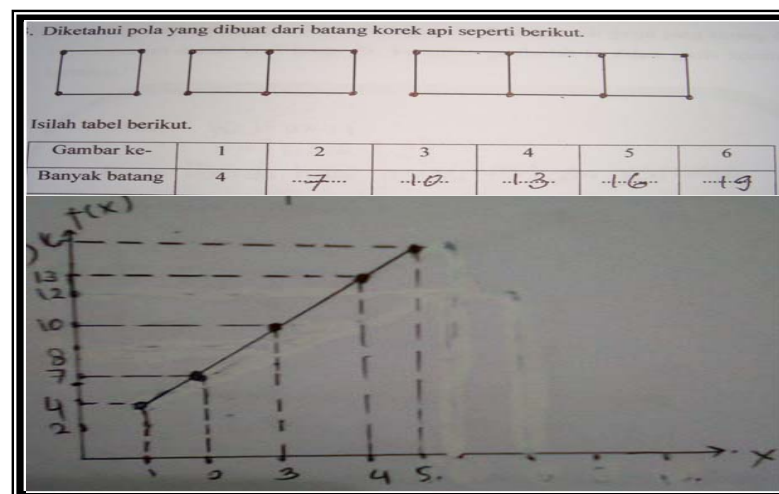 . Diketahui pola yang dibuat dari batang korek api seperti berikut.
Isilah tabel berikut.
Gambar ke- 1 2 3 4 5 6
Banyak batang 4 ...7... ..10.. ..13.. ..16.. ..19
f(x)
16
13
12
10
8
7
4
2
1 2 3 4 5. X